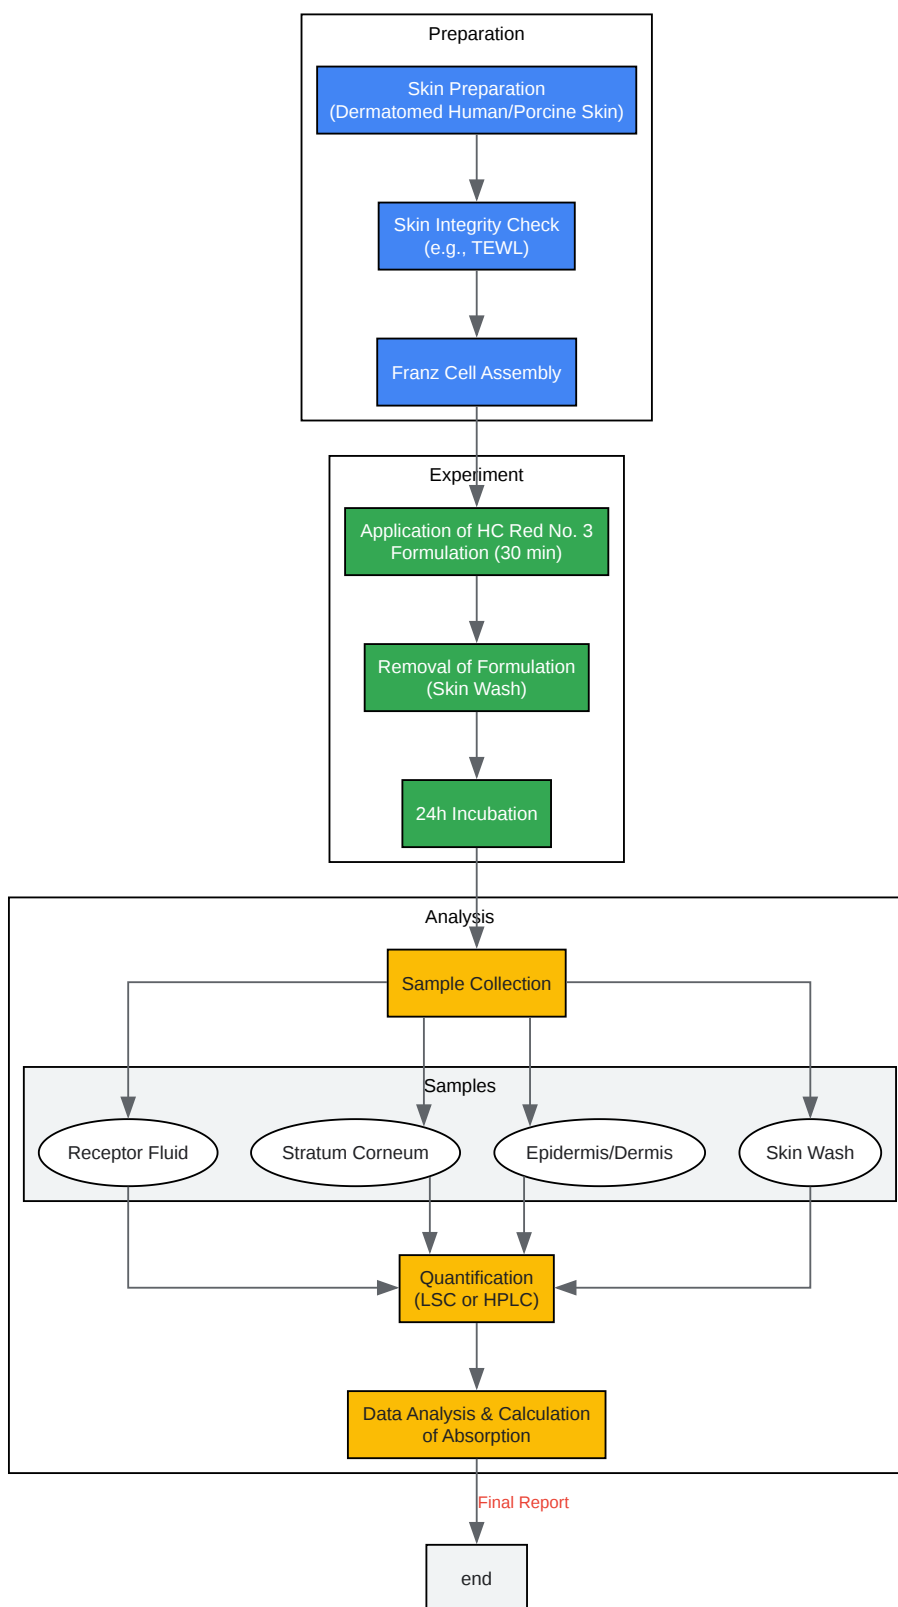 Preparation
Skin Preparation
(Dermatomed Human/Porcine Skin)
Skin Integrity Check
(e.g., TEWL)
Franz Cell Assembly
Experiment
Application of HC Red No. 3
Formulation (30 min)
Removal of Formulation
(Skin Wash)
24h Incubation
Analysis
Sample Collection
Samples
Receptor Fluid
Stratum Corneum
Epidermis/Dermis
Skin Wash
Quantification
(LSC or HPLC)
Data Analysis & Calculation
of Absorption
Final Report
end